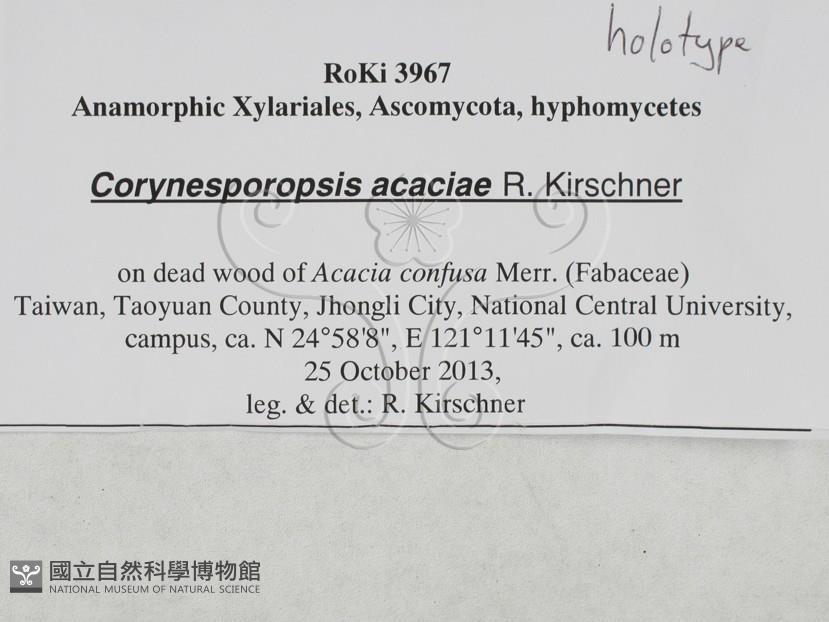 holotype
RoKi 3967
Anamorphic Xylariales, Ascomycota, hyphomycetes
Corynesporopsis acaciae R. Kirschner
on dead wood of Acacia confusa Merr. (Fabaceae)
Taiwan, Taoyuan County, Jhongli City, National Central University,
campus, ca. N 24°58'8", E 121°11'45", ca. 100 m
25 October 2013,
leg. & det.: R. Kirschner
國立自然科學博物館
NATIONAL MUSEUM OF NATURAL SCIENCE